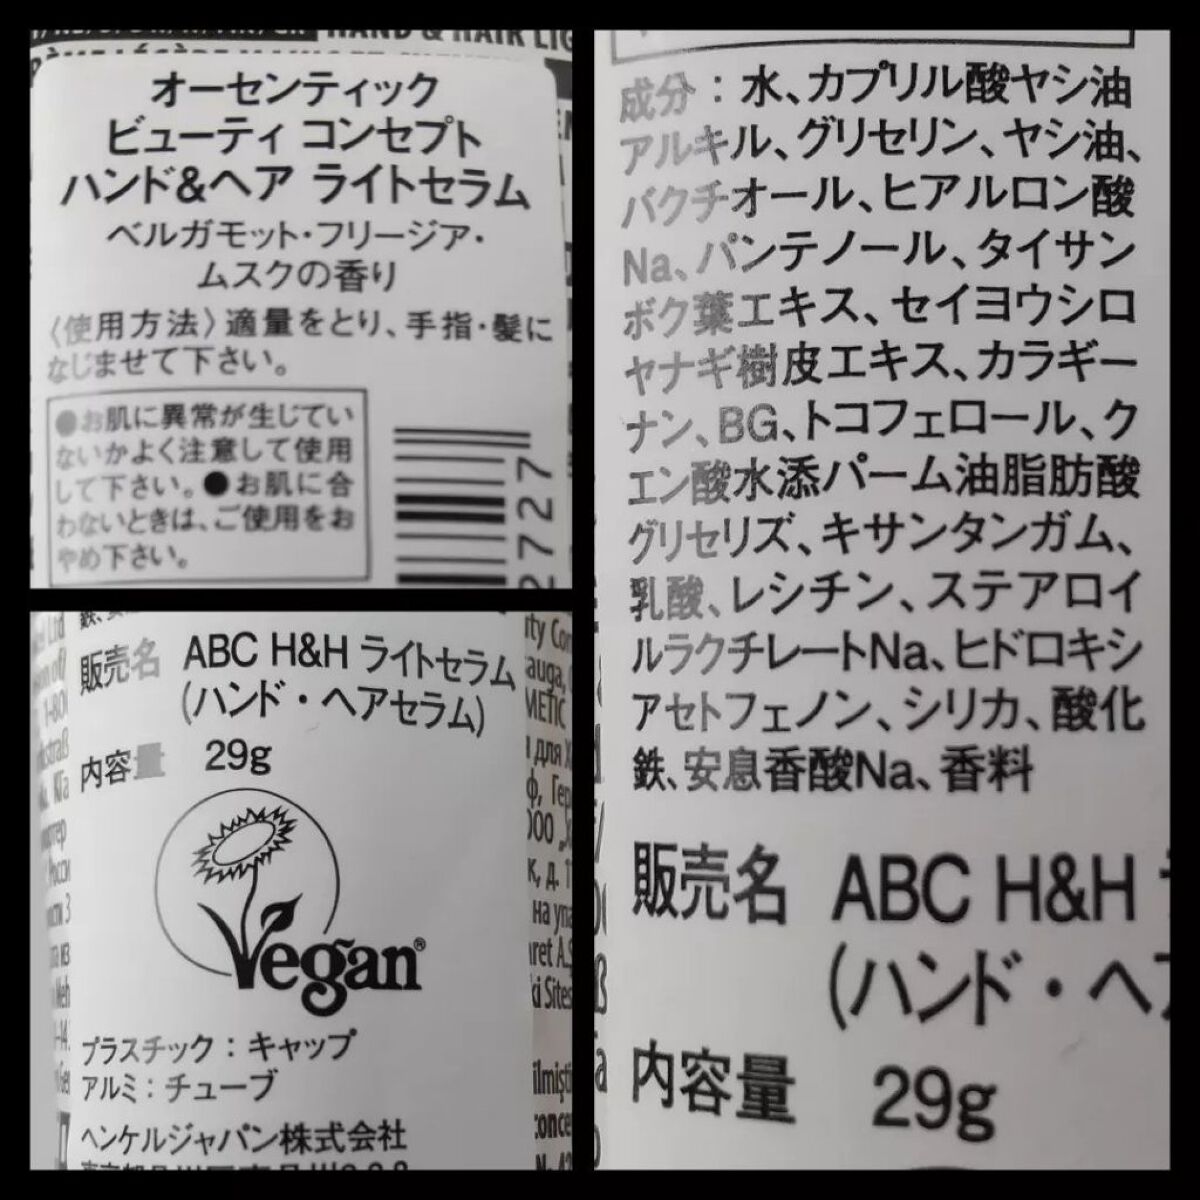 HAND & HAIR LIG
オーセンティック
ビューティ コンセプト
ハンド&ヘア ライトセラム
ベルガモット・フリージア・
ムスクの香り
〈使用方法〉適量をとり、手指・髪に
なじませて下さい。
●お肌に異常が生じてい
ないかよく注意して使用
して下さい。●お肌に合
わないときは、ご使用をお
やめ下さい。
2727
販売名 ABC H&H ライトセラム
(ハンド・ヘアセラム)
内容量 29g
Vegan®
プラスチック：キャップ
アルミ：チューブ
ヘンケルジャパン株式会社
成分：水、カプリル酸ヤシ油
アルキル、グリセリン、ヤシ油、
バクチオール、ヒアルロン酸
Na、パンテノール、タイサン
ボク葉エキス、セイヨウシロ
ヤナギ樹皮エキス、カラギー
ナン、BG、トコフェロール、ク
エン酸水添パーム油脂肪酸
グリセリズ、キサンタンガム、
乳酸、レシチン、ステアロイ
ルラクチレートNa、ヒドロキシ
アセトフェノン、シリカ、酸化
鉄、安息香酸Na、香料
販売名 ABC H&H
(ハンド・ヘ
内容量 29g